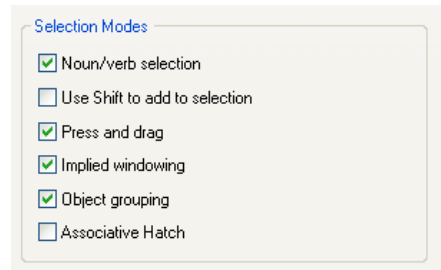 Selection Modes
Noun/verb selection
Use Shift to add to selection
Press and drag
Implied windowing
Object grouping
Associative Hatch